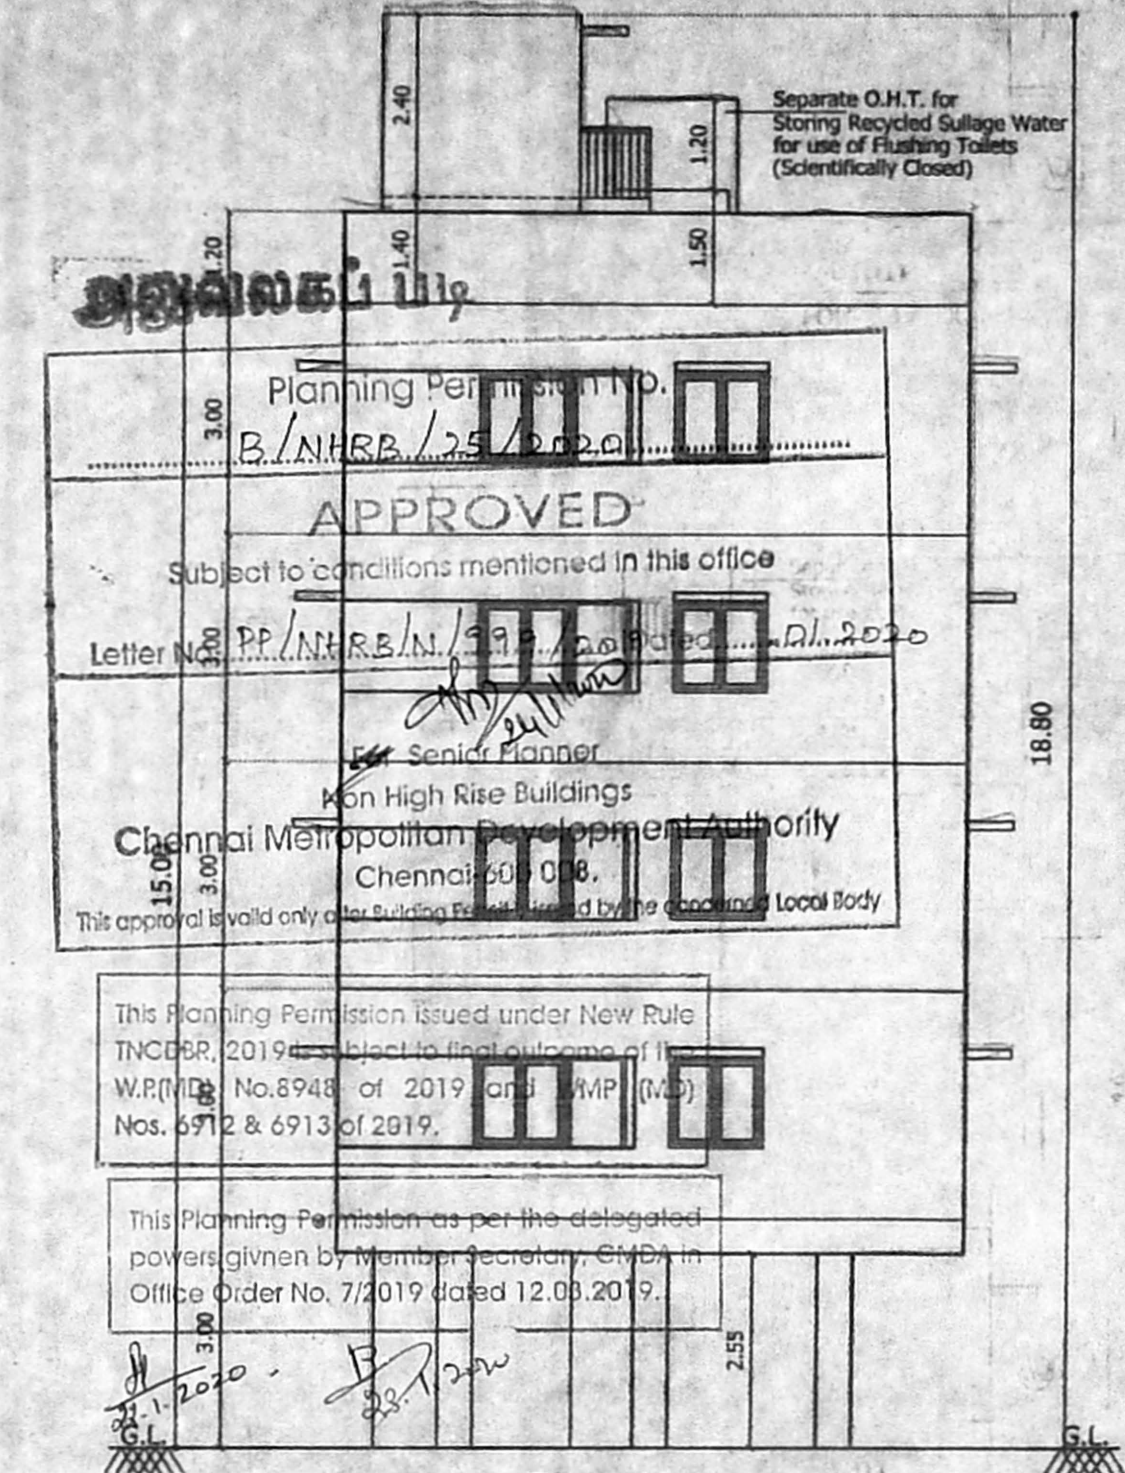 2.40
Separate O.H.T. for
Storing Recycled Sullage Water
for use of Flushing Toilets
(Scientifically Closed)
1.20
1.20
1.40
1.50
அலுவலகப் படி
Planning Permission No.
3.00
B/NHRB/25/2020
APPROVED
Subject to conditions mentioned in this office
Letter No. PP/NHRB/N/999/2019 Dated .01.2020
3.00
18.80
For Senior Planner
Non High Rise Buildings
Chennai Metropolitan Development Authority
Chennai-600 008.
15.00
3.00
This approval is valid only after Building Permit is issued by the concerned Local Body
This Planning Permission issued under New Rule
TNCDBR, 2019 is subject to final outcome of the
W.P.(MD) No.8948 of 2019 and WMP (MD)
Nos. 6912 & 6913 of 2019.
3.00
This Planning Permission as per the delegated
powers givnen by Member Secretary, CMDA in
Office Order No. 7/2019 dated 12.03.2019.
3.00
2.55
22.1.2020
23.1.2020
G.L.
G.L.